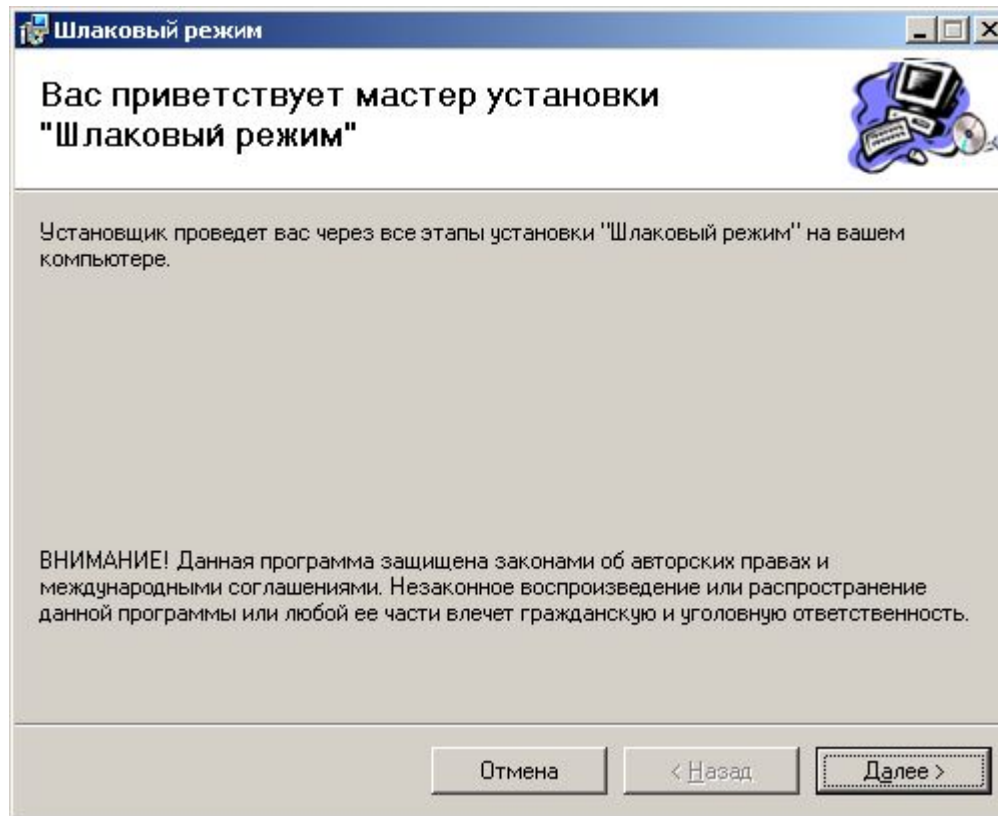 Шлаковый режим
Вас приветствует мастер установки
"Шлаковый режим"
Установщик проведет вас через все этапы установки "Шлаковый режим" на вашем
компьютере.
ВНИМАНИЕ! Данная программа защищена законами об авторских правах и
международными соглашениями. Незаконное воспроизведение или распространение
данной программы или любой ее части влечет гражданскую и уголовную ответственность.
Отмена
< Назад
Далее >